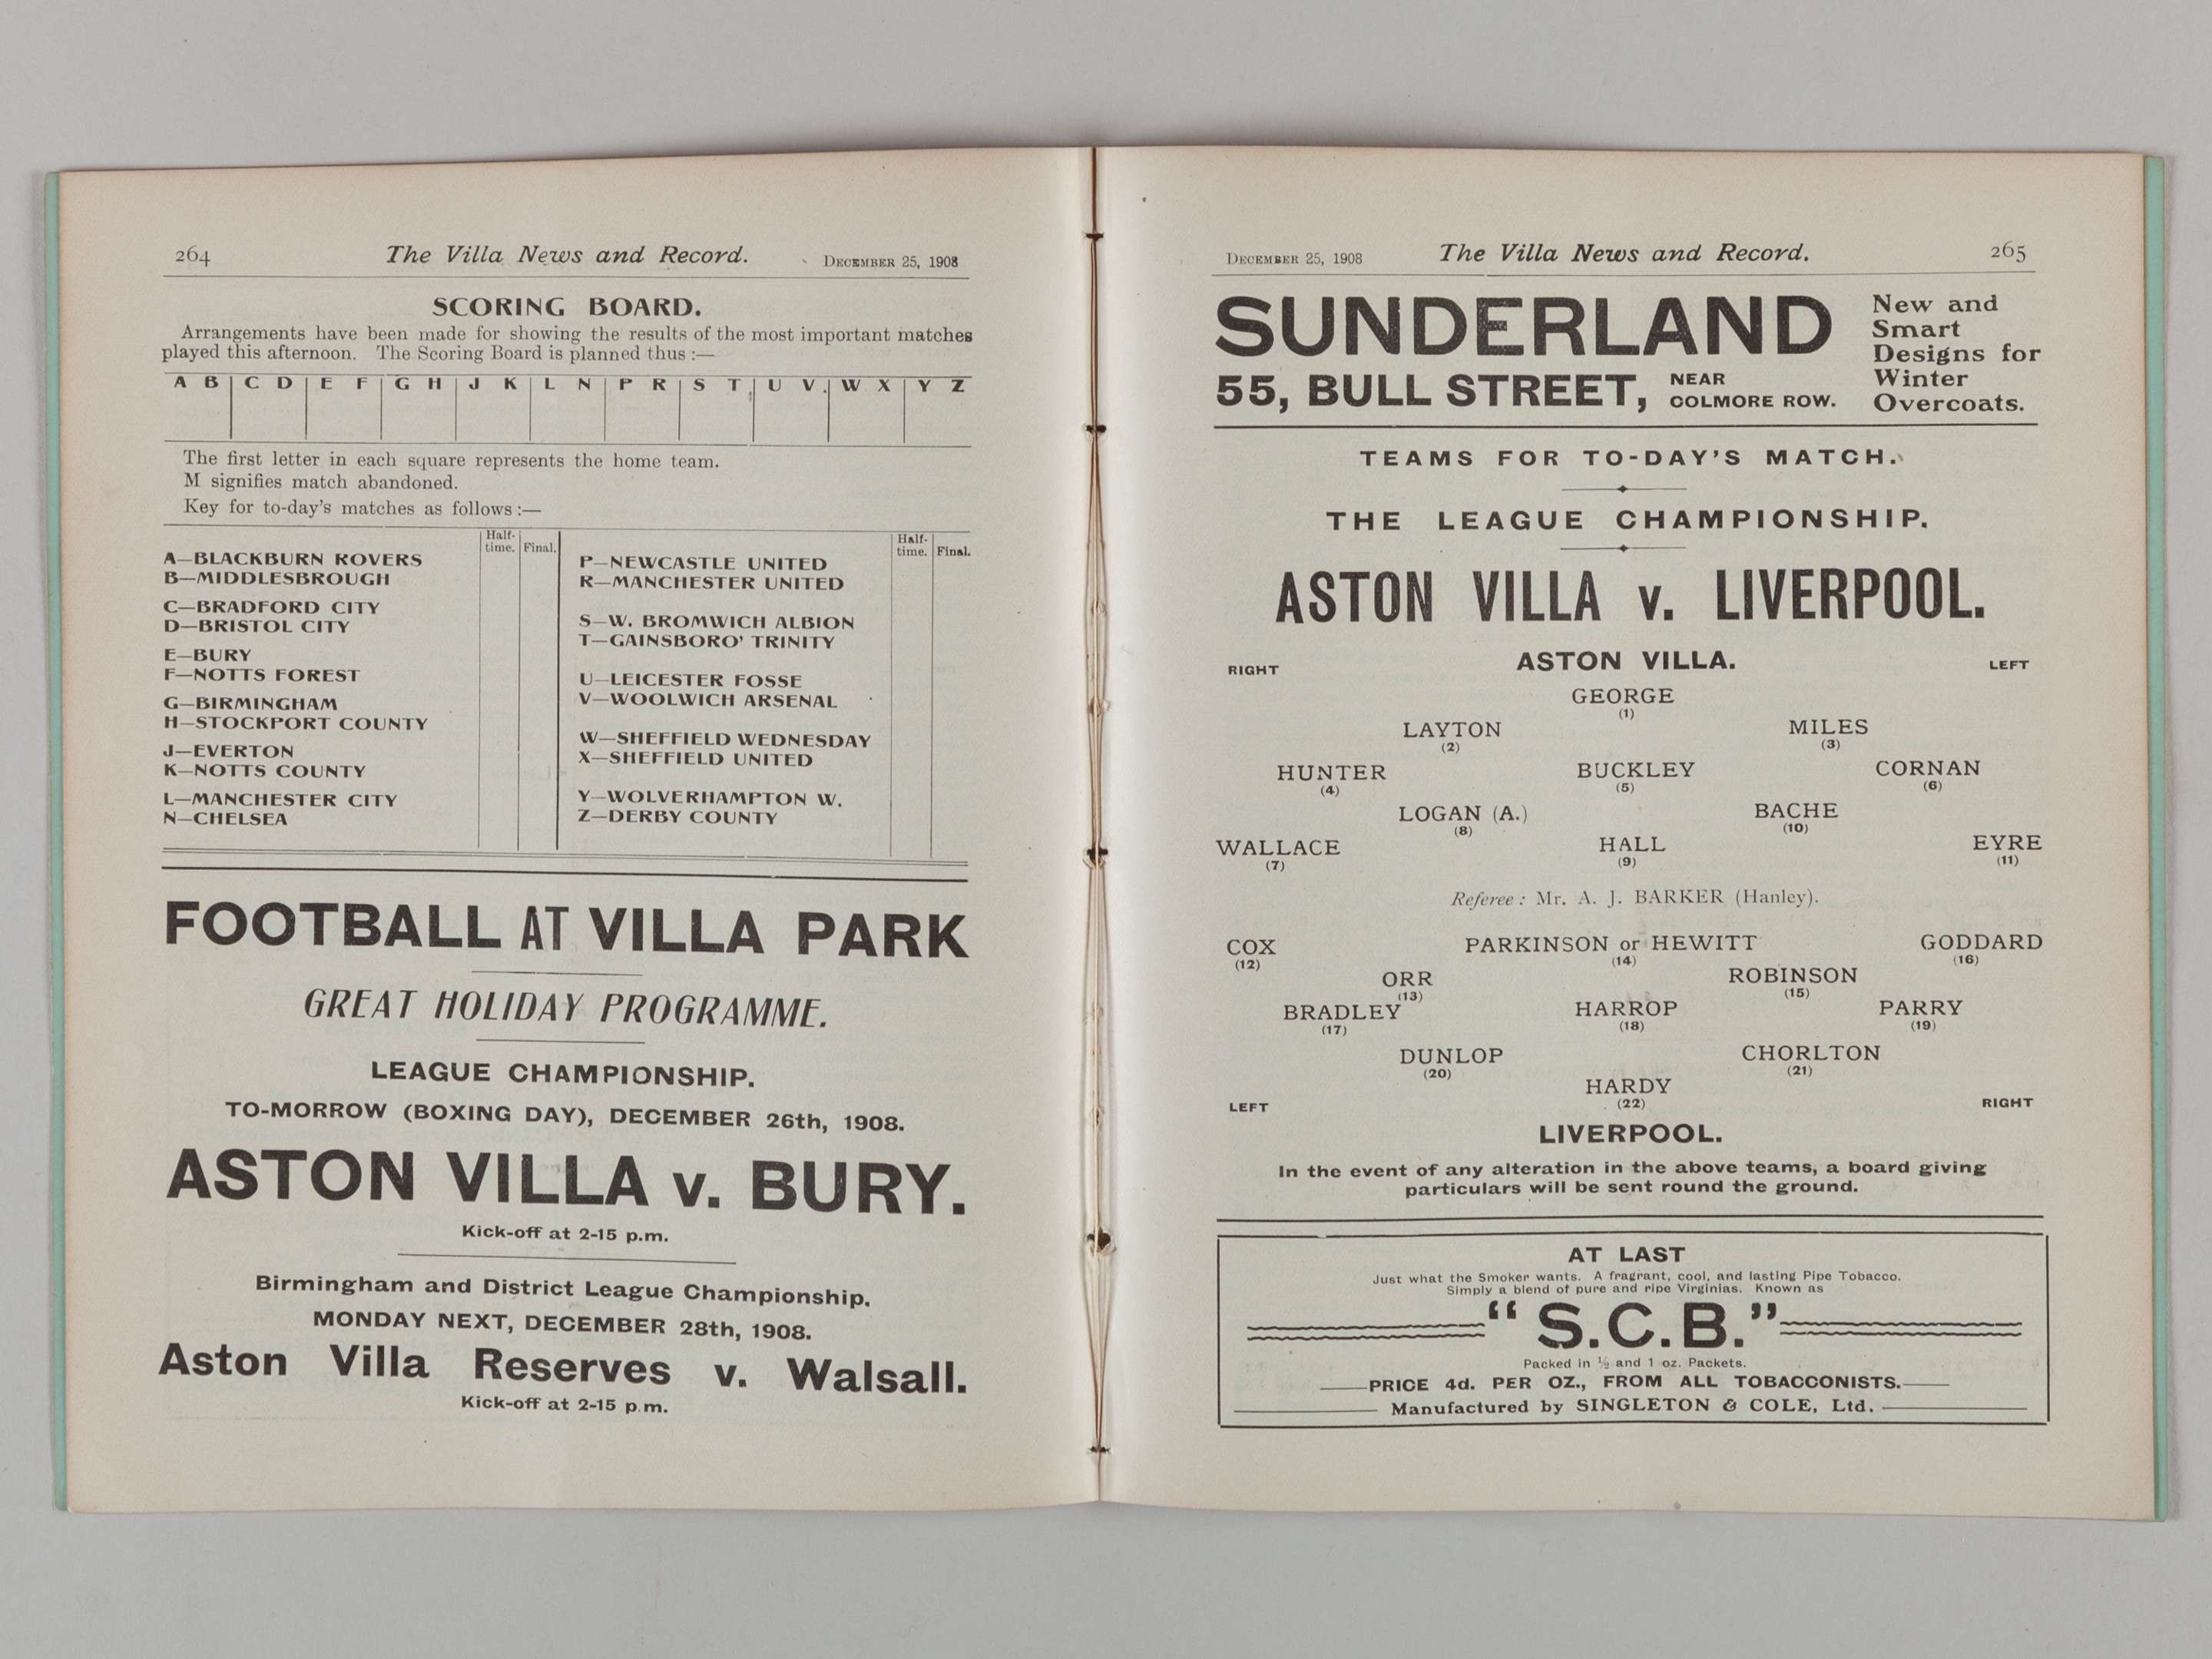 264 The Villa News and Record. DECEMBER 25, 1908
SCORING BOARD.
Arrangements have been made for showing the results of the most important matches
played this afternoon. The Scoring Board is planned thus :—
A B C D E F G H J K L N P R S T U V W X Y Z
The first letter in each square represents the home team.
M signifies match abandoned.
Key for to-day's matches as follows :—
Half-time. Final.
A—BLACKBURN ROVERS
B—MIDDLESBROUGH
C—BRADFORD CITY
D—BRISTOL CITY
E—BURY
F—NOTTS FOREST
G—BIRMINGHAM
H—STOCKPORT COUNTY
J—EVERTON
K—NOTTS COUNTY
L—MANCHESTER CITY
N—CHELSEA
Half-time. Final.
P—NEWCASTLE UNITED
R—MANCHESTER UNITED
S—W. BROMWICH ALBION
T—GAINSBORO' TRINITY
U—LEICESTER FOSSE
V—WOOLWICH ARSENAL
W—SHEFFIELD WEDNESDAY
X—SHEFFIELD UNITED
Y—WOLVERHAMPTON W.
Z—DERBY COUNTY
FOOTBALL AT VILLA PARK
GREAT HOLIDAY PROGRAMME.
LEAGUE CHAMPIONSHIP.
TO-MORROW (BOXING DAY), DECEMBER 26th, 1908.
ASTON VILLA v. BURY.
Kick-off at 2-15 p.m.
Birmingham and District League Championship.
MONDAY NEXT, DECEMBER 28th, 1908.
Aston Villa Reserves v. Walsall.
Kick-off at 2-15 p.m.
DECEMBER 25, 1908 The Villa News and Record. 265
SUNDERLAND
55, BULL STREET, NEAR COLMORE ROW.
New and
Smart
Designs for
Winter
Overcoats.
TEAMS FOR TO-DAY'S MATCH.
THE LEAGUE CHAMPIONSHIP.
ASTON VILLA v. LIVERPOOL.
RIGHT ASTON VILLA. LEFT
GEORGE
(1)
LAYTON MILES
(2) (3)
HUNTER BUCKLEY CORNAN
(4) (5) (6)
LOGAN (A.) BACHE
(8) (10)
WALLACE HALL EYRE
(7) (9) (11)
Referee : Mr. A. J. BARKER (Hanley).
COX PARKINSON or HEWITT GODDARD
(12) (14) (16)
ORR ROBINSON
(13) (15)
BRADLEY HARROP PARRY
(17) (18) (19)
DUNLOP CHORLTON
(20) (21)
HARDY
(22)
LEFT RIGHT
LIVERPOOL.
In the event of any alteration in the above teams, a board giving
particulars will be sent round the ground.
AT LAST
Just what the Smoker wants. A fragrant, cool, and lasting Pipe Tobacco.
Simply a blend of pure and ripe Virginias. Known as
"S.C.B."
Packed in ½ and 1 oz. Packets.
PRICE 4d. PER OZ., FROM ALL TOBACCONISTS.
Manufactured by SINGLETON & COLE, Ltd.